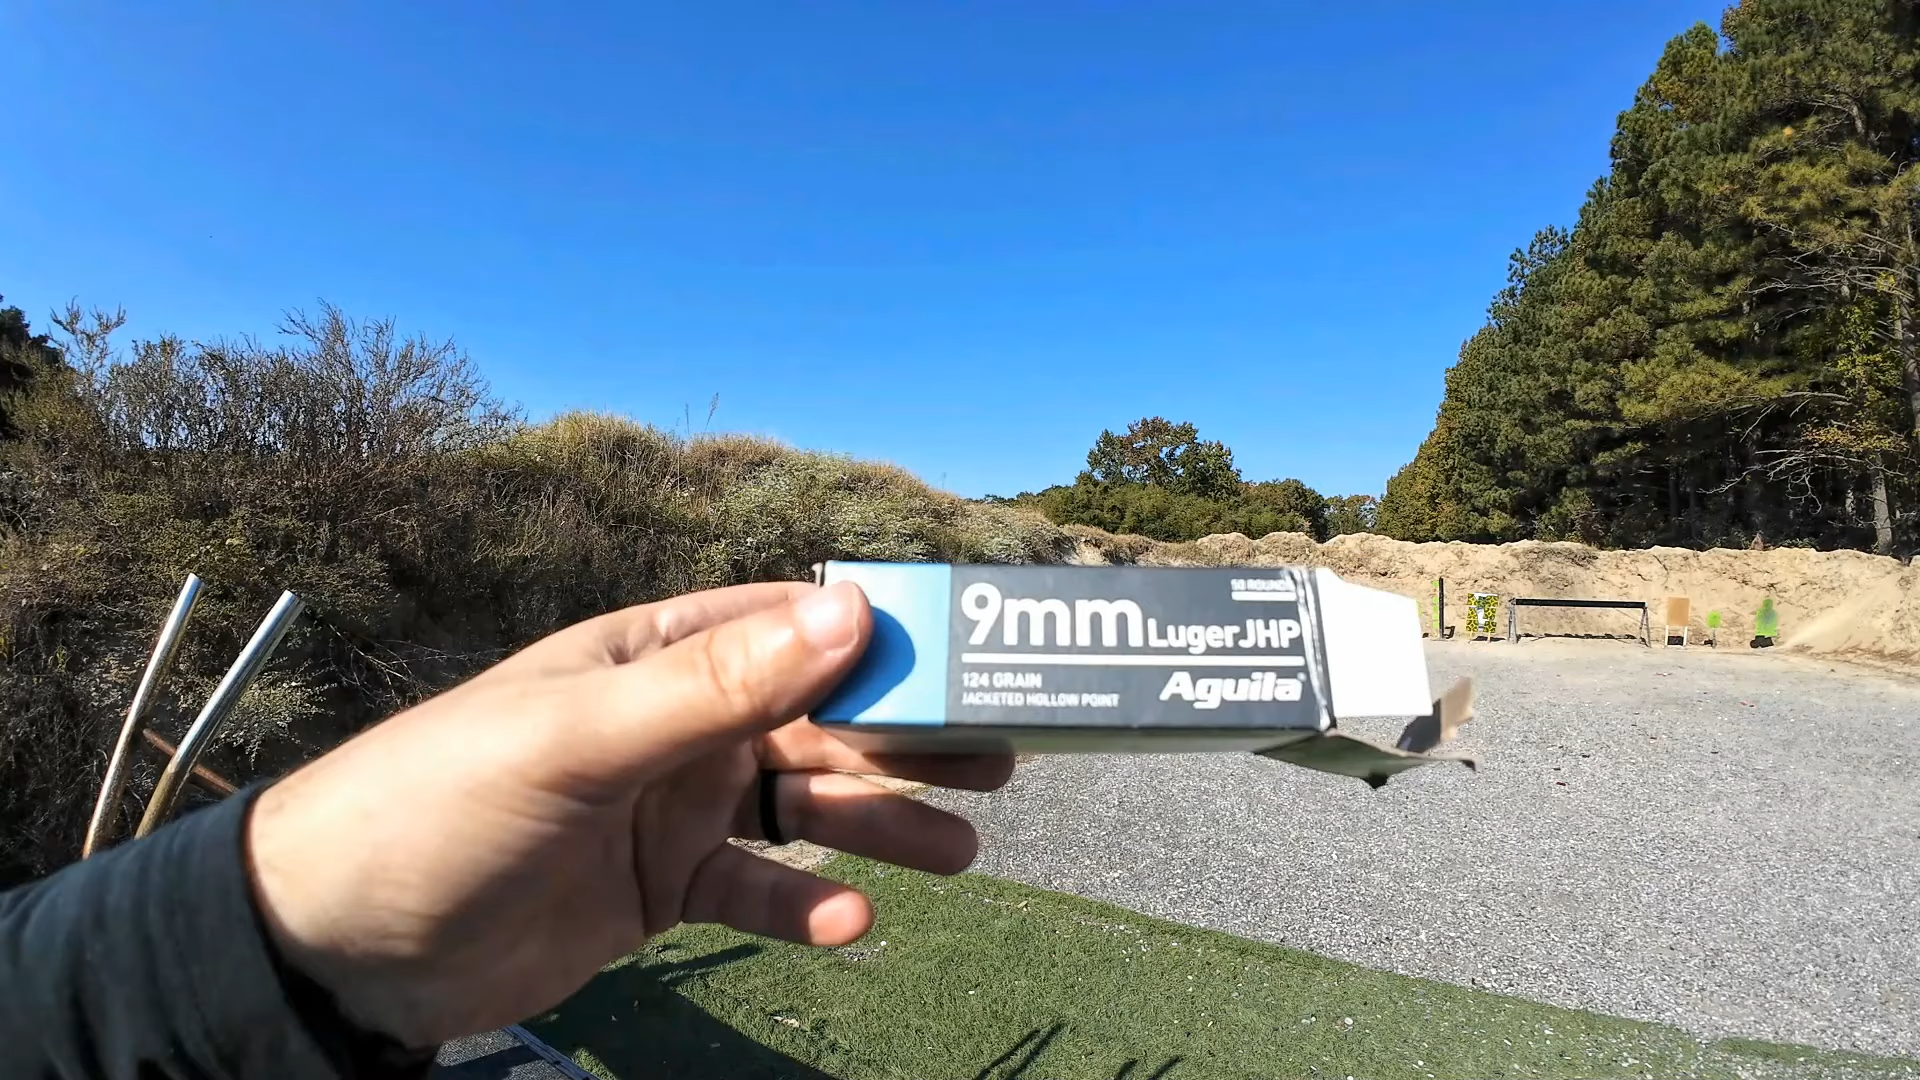 50 ROUNDS
9mm Luger JHP
124 GRAIN
JACKETED HOLLOW POINT
Aguila